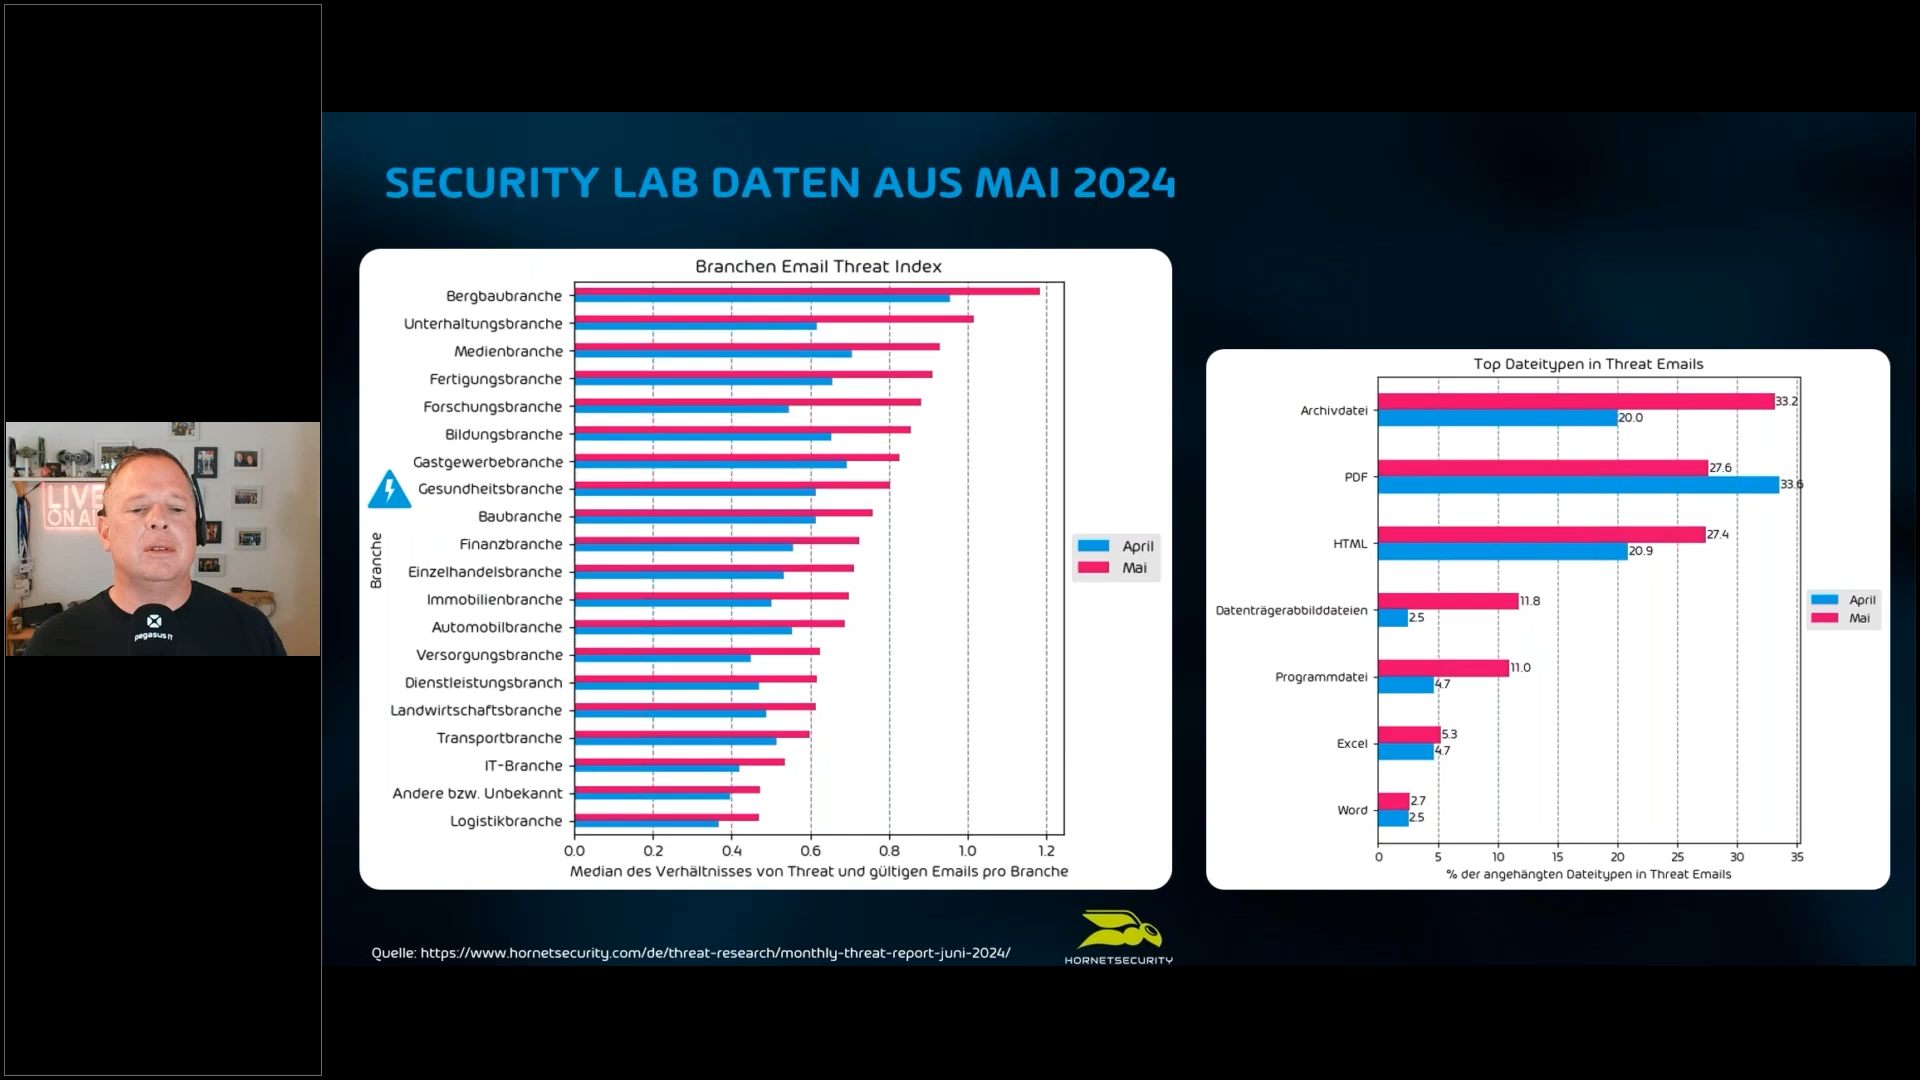 LIVE
ON AI
pegasus IT
SECURITY LAB DATEN AUS MAI 2024
Branchen Email Threat Index
Branche
Bergbaubranche
Unterhaltungsbranche
Medienbranche
Fertigungsbranche
Forschungsbranche
Bildungsbranche
Gastgewerbebranche
Gesundheitsbranche
Baubranche
Finanzbranche
Einzelhandelsbranche
Immobilienbranche
Automobilbranche
Versorgungsbranche
Dienstleistungsbranch
Landwirtschaftsbranche
Transportbranche
IT-Branche
Andere bzw. Unbekannt
Logistikbranche
0.0 0.2 0.4 0.6 0.8 1.0 1.2
Median des Verhältnisses von Threat und gültigen Emails pro Branche
April
Mai
Top Dateitypen in Threat Emails
Archivdatei 33.2
20.0
PDF 27.6
33.6
HTML 27.4
20.9
Datenträgerabbilddateien 11.8
2.5
Programmdatei 11.0
4.7
Excel 5.3
4.7
Word 2.7
2.5
0 5 10 15 20 25 30 35
% der angehängten Dateitypen in Threat Emails
April
Mai
Quelle: https://www.hornetsecurity.com/de/threat-research/monthly-threat-report-juni-2024/
HORNETSECURITY